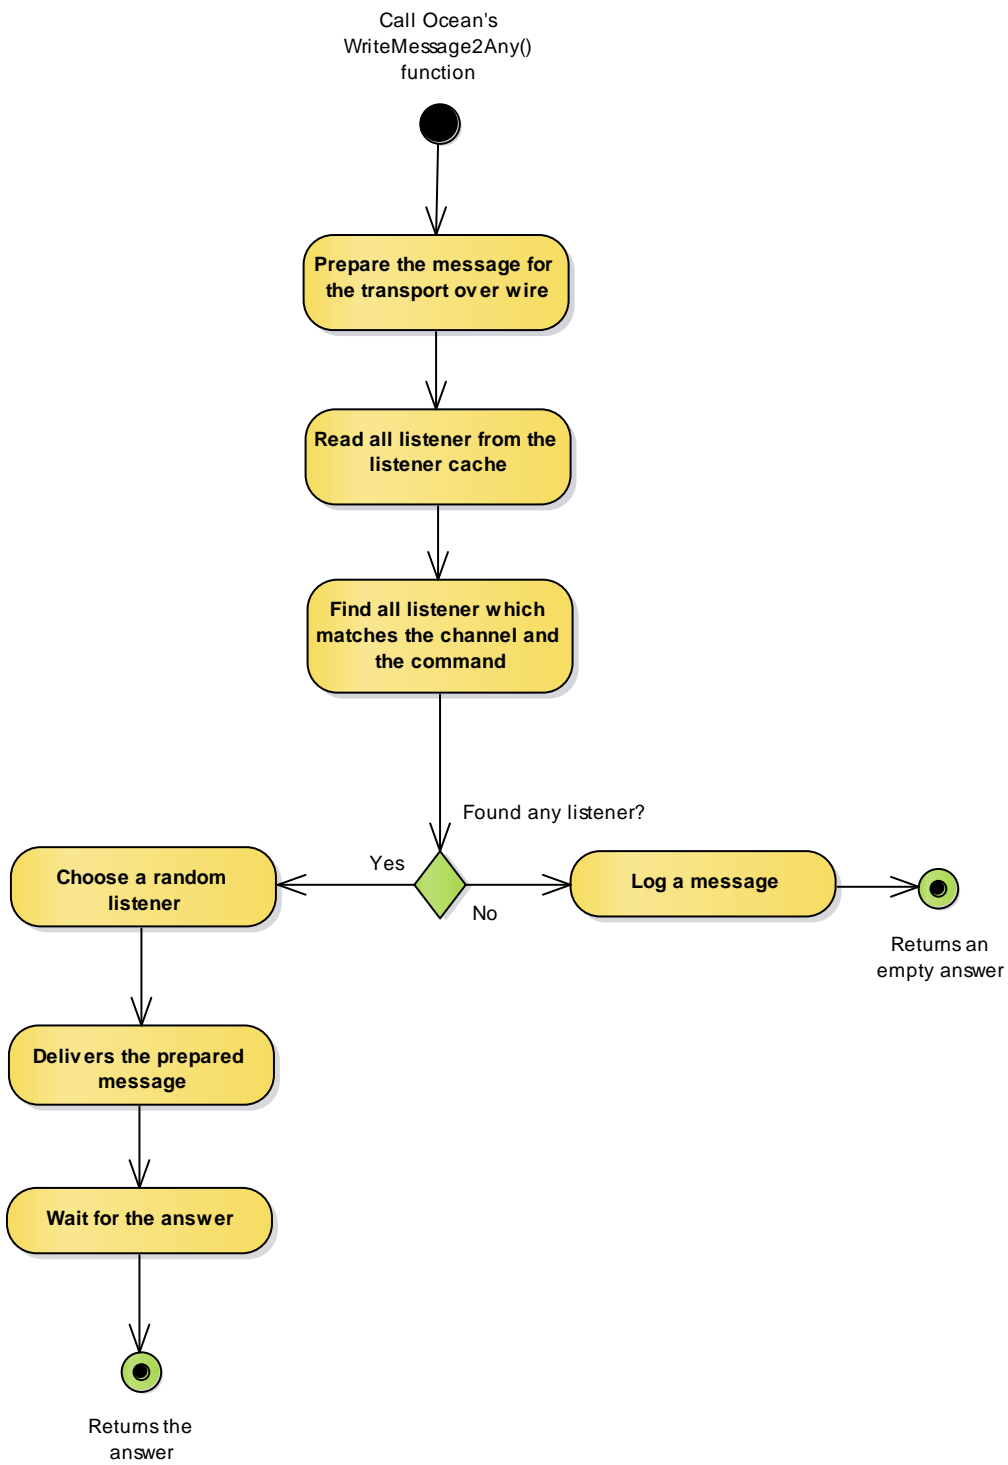 Call Ocean's
WriteMessage2Any()
function
Prepare the message for
the transport over wire
Read all listener from the
listener cache
Find all listener which
matches the channel and
the command
Found any listener?
Yes
No
Choose a random
listener
Log a message
Returns an
empty answer
Delivers the prepared
message
Wait for the answer
Returns the
answer